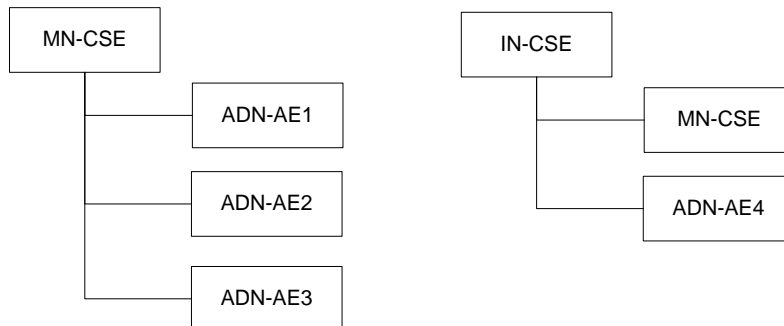 MN-CSE
ADN-AE1
ADN-AE2
ADN-AE3
IN-CSE
MN-CSE
ADN-AE4